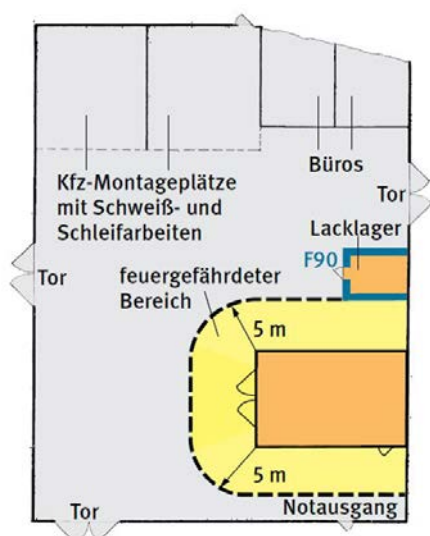 Kfz-Montageplätze
mit Schweiß- und
Schleifarbeiten
Büros
Tor
Lacklager
F90
Tor
feuergefährdeter
Bereich
5 m
5 m
Tor
Notausgang